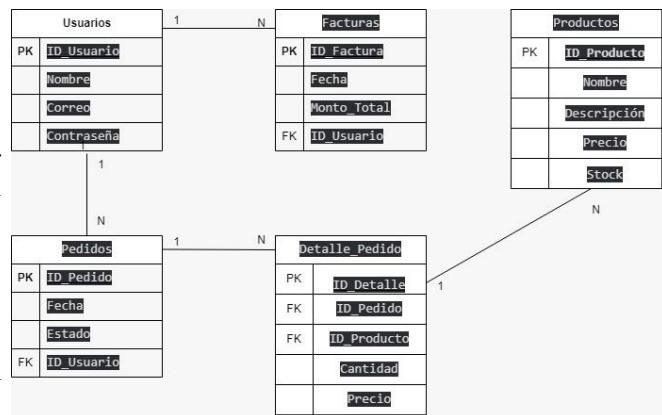 Usuarios
PK ID_Usuario
Nombre
Correo
Contraseña
1 N
Facturas
PK ID_Factura
Fecha
Monto_Total
FK ID_Usuario
Productos
PK ID_Producto
Nombre
Descripción
Precio
Stock
1
N
N
1
Pedidos
PK ID_Pedido
Fecha
Estado
FK ID_Usuario
1 N
Detalle_Pedido
PK ID_Detalle
FK ID_Pedido
FK ID_Producto
Cantidad
Precio